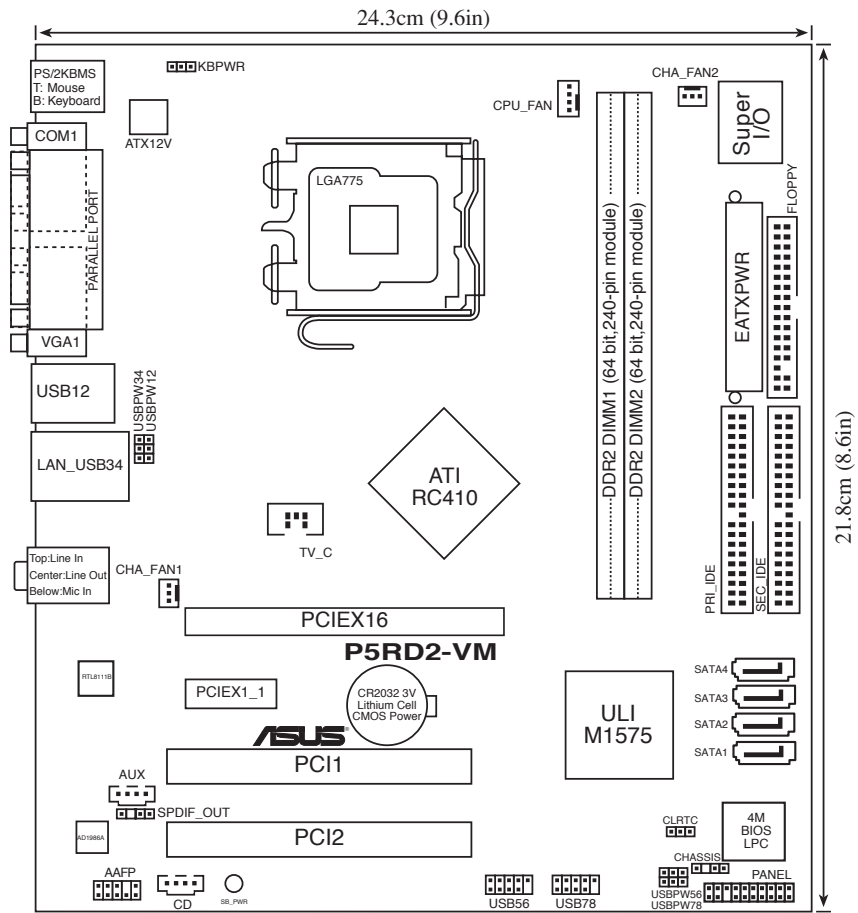 24.3cm (9.6in)
PS/2KBMS
T: Mouse
B: Keyboard
KBPWR
CPU_FAN
CHA_FAN2
Super
I/O
COM1
ATX12V
LGA775
PARALLEL PORT
FLOPPY
EATXPWR
DDR2 DIMM1 (64 bit,240-pin module)
DDR2 DIMM2 (64 bit,240-pin module)
VGA1
USB12
USBPW34
USBPW12
LAN_USB34
ATI
RC410
21.8cm (8.6in)
TV_C
Top:Line In
Center:Line Out
Below:Mic In
CHA_FAN1
PRI_IDE
SEC_IDE
PCIEX16
P5RD2-VM
RTL8111B
PCIEX1_1
CR2032 3V
Lithium Cell
CMOS Power
ULI
M1575
SATA4
SATA3
SATA2
SATA1
ASUS®
PCI1
AUX
SPDIF_OUT
AD1986A
PCI2
CLRTC
4M
BIOS
LPC
CHASSIS
PANEL
AAFP
CD
SB_PWR
USB56
USB78
USBPW56
USBPW78